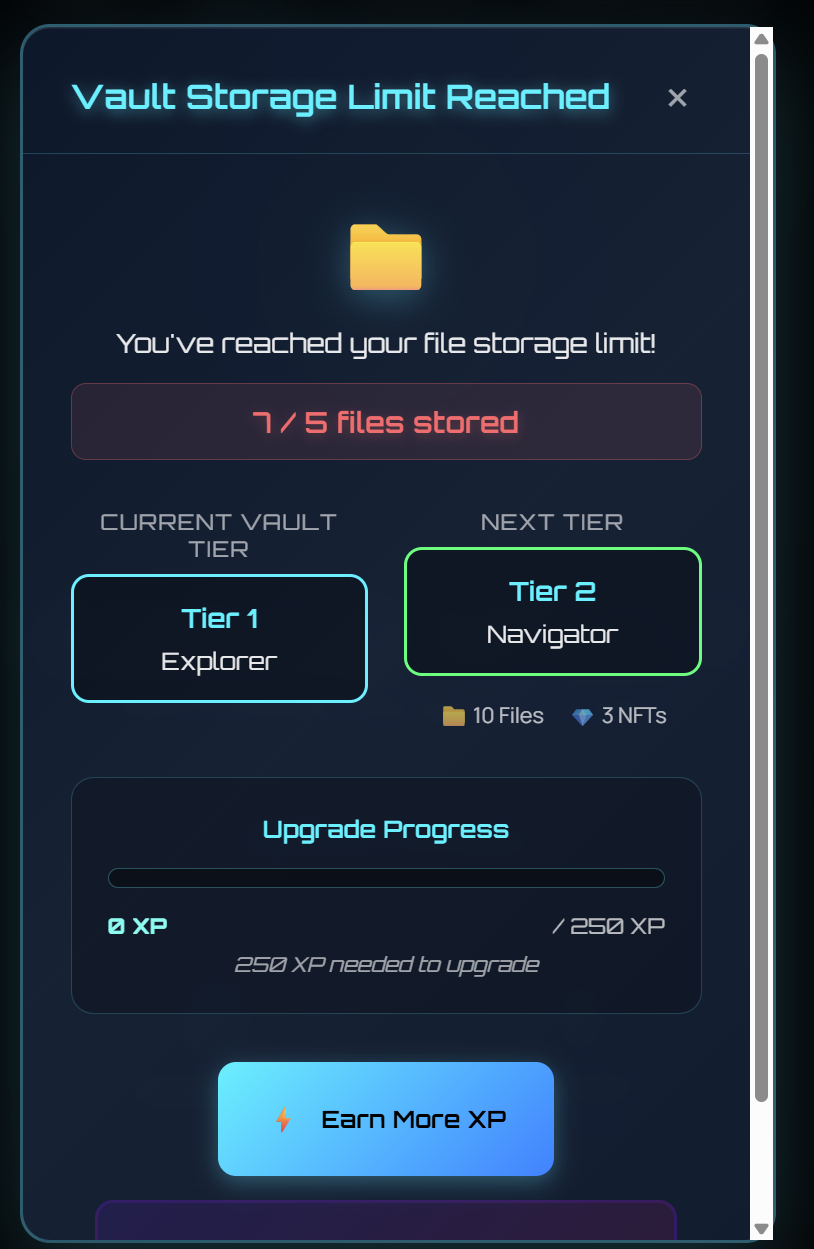 Vault Storage Limit Reached
You've reached your file storage limit!
7 / 5 files stored
CURRENT VAULT
TIER
Tier 1
Explorer
NEXT TIER
Tier 2
Navigator
10 Files
3 NFTs
Upgrade Progress
0 XP
/ 250 XP
250 XP needed to upgrade
Earn More XP